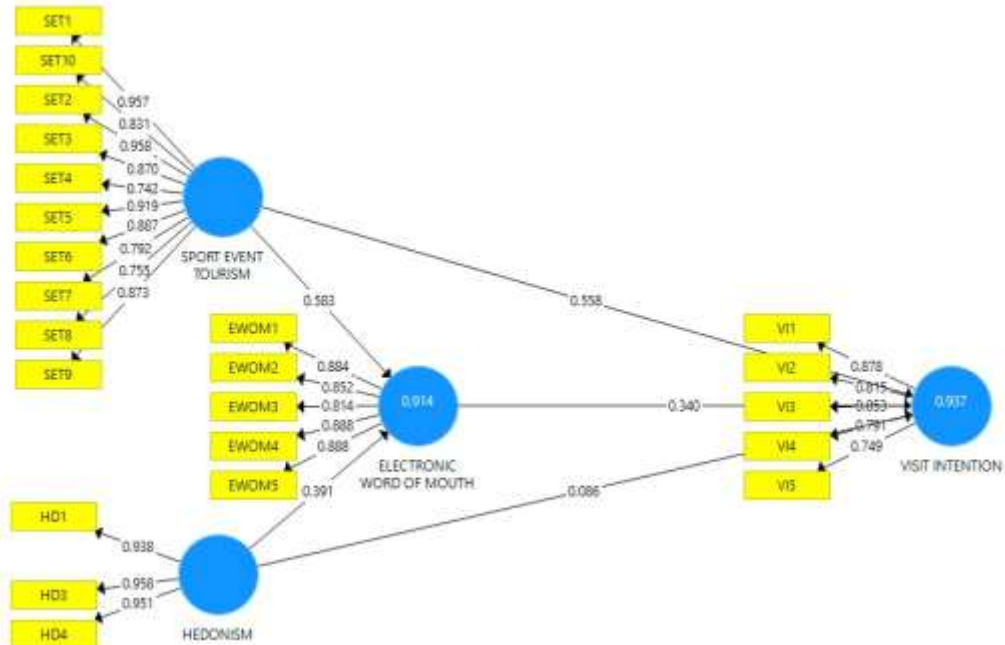 SET1
SET10
SET2
SET3
SET4
SET5
SET6
SET7
SET8
SET9
0.957
0.831
0.958
0.870
0.742
0.919
0.887
0.792
0.755
0.873
SPORT EVENT
TOURISM
0.583
0.558
EWOM1
EWOM2
EWOM3
EWOM4
EWOM5
0.884
0.852
0.814
0.888
0.888
0.914
ELECTRONIC
WORD OF MOUTH
0.340
0.391
0.086
VI1
VI2
VI3
VI4
VI5
0.878
0.815
0.853
0.791
0.749
0.937
VISIT INTENTION
HD1
HD3
HD4
0.938
0.958
0.951
HEDONISM